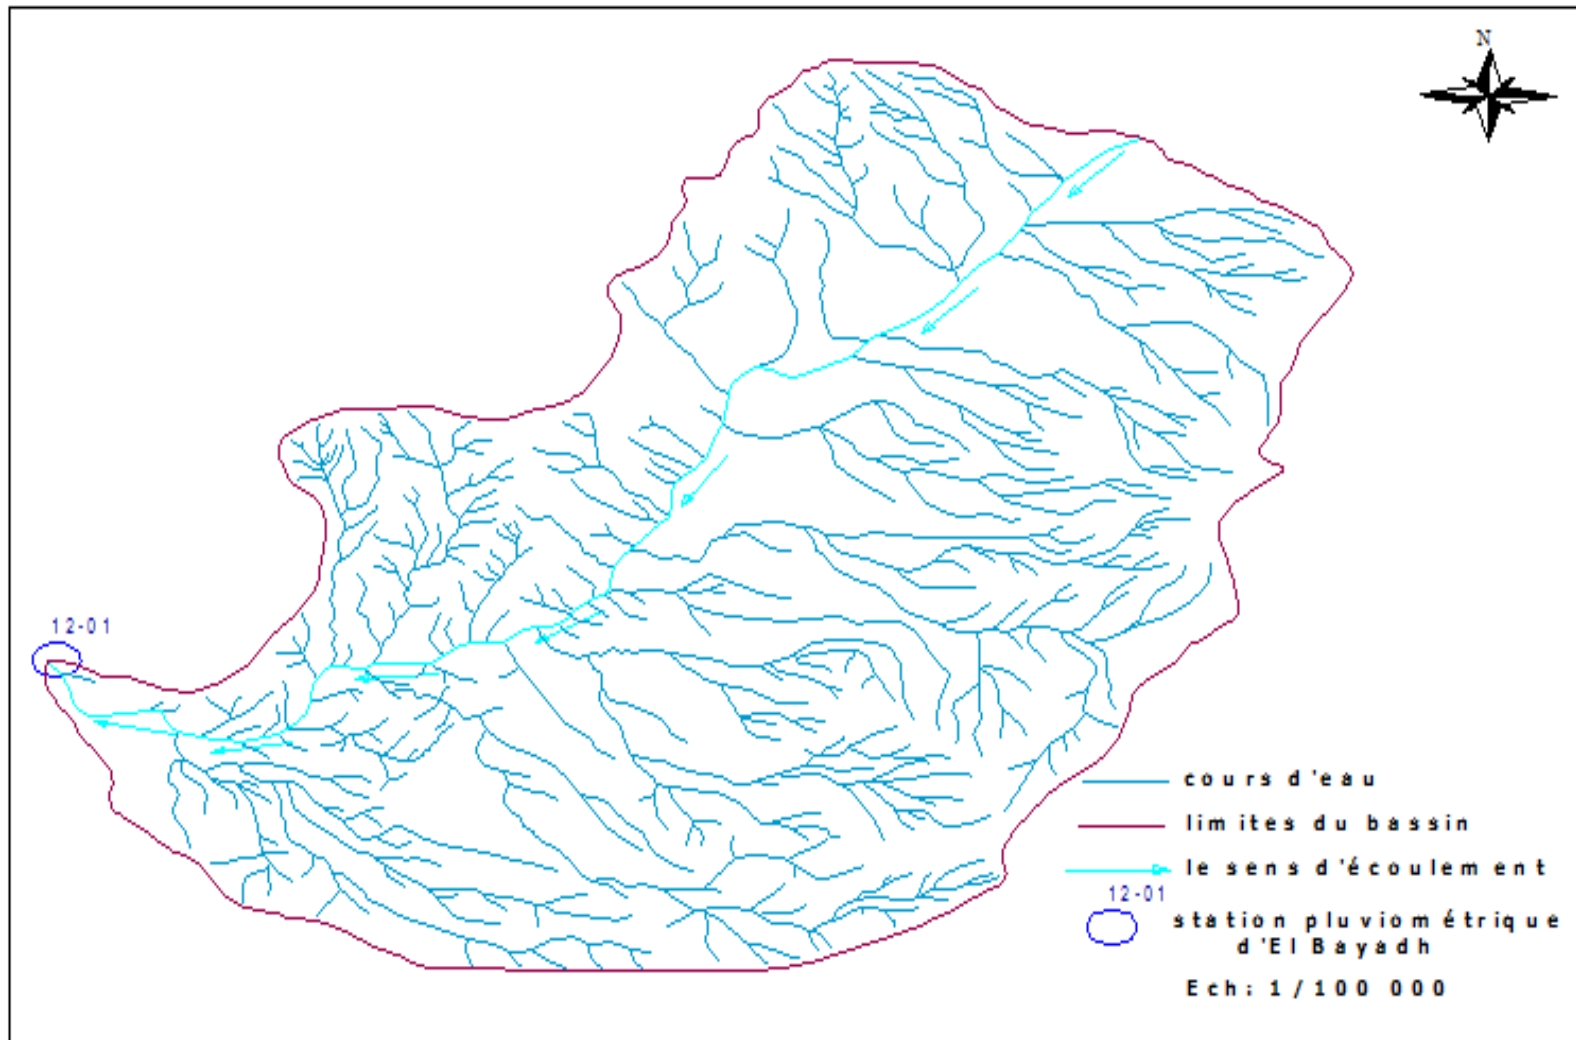 N
12-01
cours d'eau
limites du bassin
le sens d'écoulement
12-01
station pluviométrique
d'El Bayadh
Ech: 1/100 000